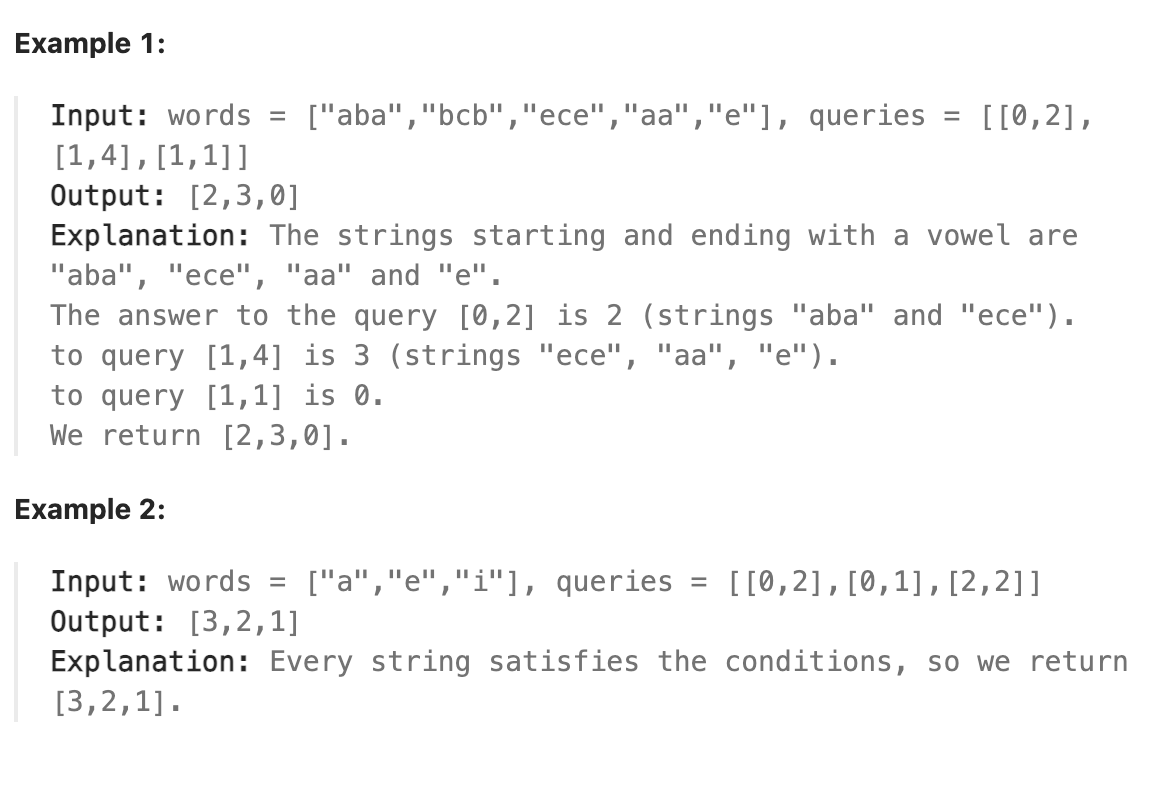 Example 1:
Input: words = ["aba","bcb","ece","aa","e"], queries = [[0,2],
[1,4],[1,1]]
Output: [2,3,0]
Explanation: The strings starting and ending with a vowel are
"aba", "ece", "aa" and "e".
The answer to the query [0,2] is 2 (strings "aba" and "ece").
to query [1,4] is 3 (strings "ece", "aa", "e").
to query [1,1] is 0.
We return [2,3,0].
Example 2:
Input: words = ["a","e","i"], queries = [[0,2],[0,1],[2,2]]
Output: [3,2,1]
Explanation: Every string satisfies the conditions, so we return
[3,2,1].